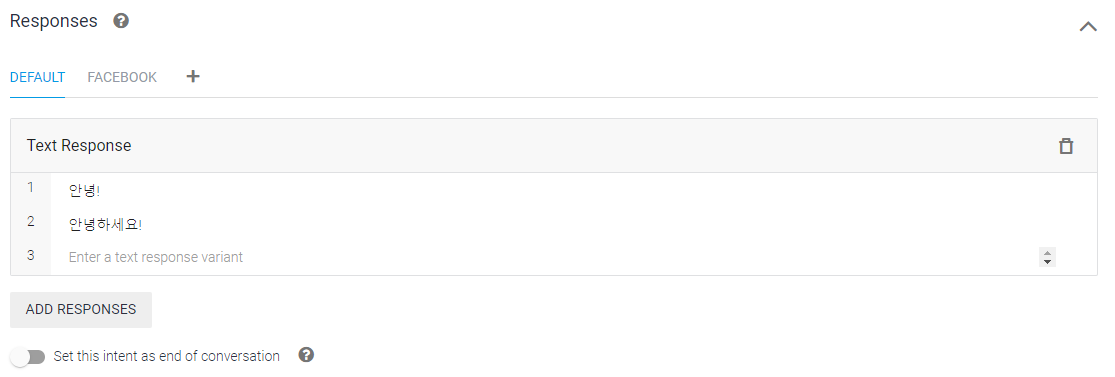 Responses ?
DEFAULT FACEBOOK +
Text Response
1 안녕!
2 안녕하세요!
3 Enter a text response variant
ADD RESPONSES
Set this intent as end of conversation ?